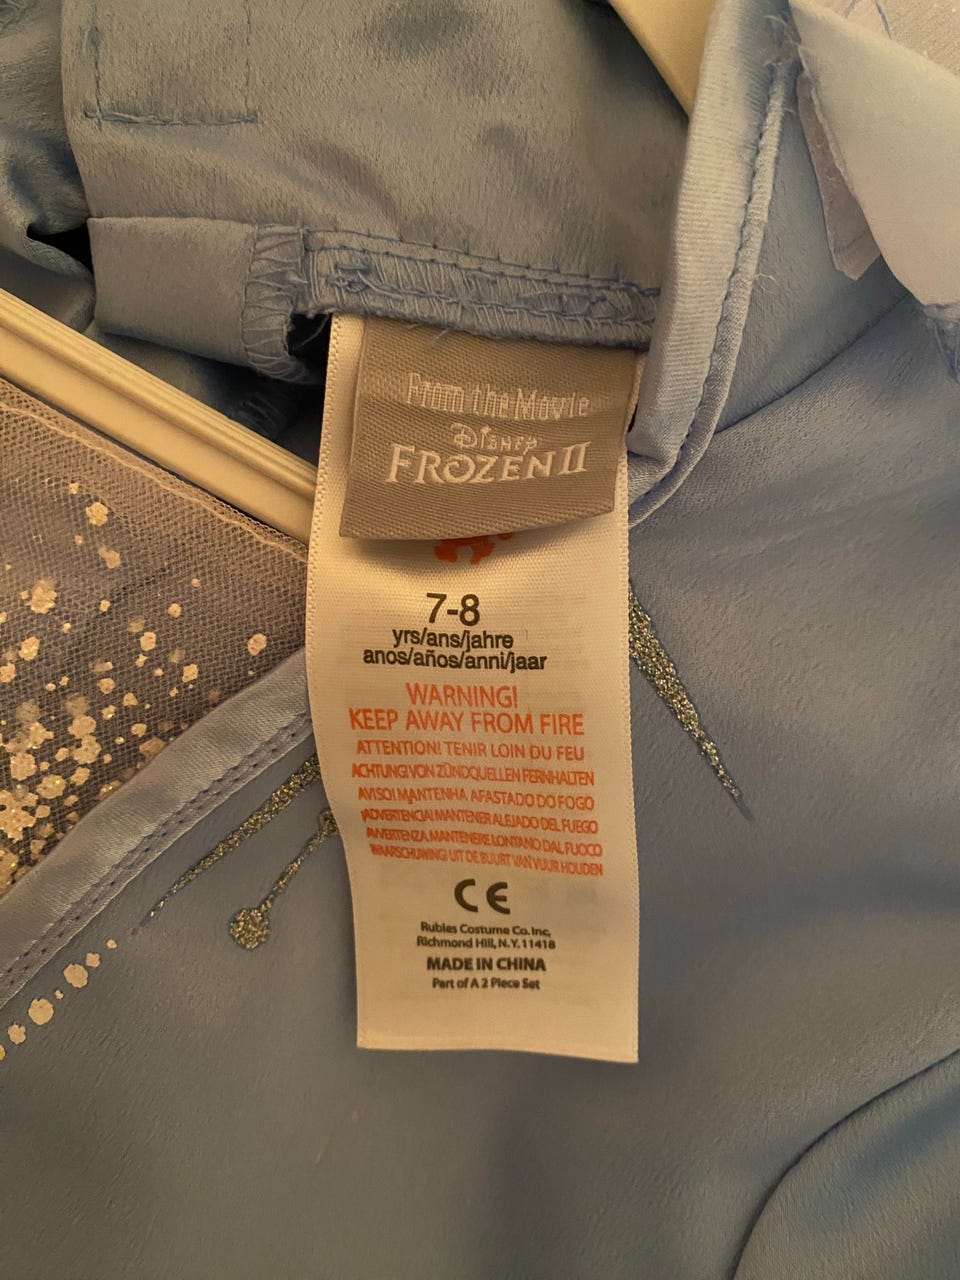 From the Movie
Disney
FROZEN II
7-8
yrs/ans/jahre
anos/años/anni/jaar
WARNING!
KEEP AWAY FROM FIRE
ATTENTION! TENIR LOIN DU FEU
ACHTUNG! VON ZÜNDQUELLEN FERNHALTEN
AVISO! MANTENHA AFASTADO DO FOGO
¡ADVERTENCIA! MANTENER ALEJADO DEL FUEGO
AVVERTENZA. MANTENERE LONTANO DAL FUOCO
WAARSCHUWING! UIT DE BUURT VAN VUUR HOUDEN
CE
Rubies Costume Co. Inc,
Richmond Hill, N.Y. 11418
MADE IN CHINA
Part of A 2 Piece Set